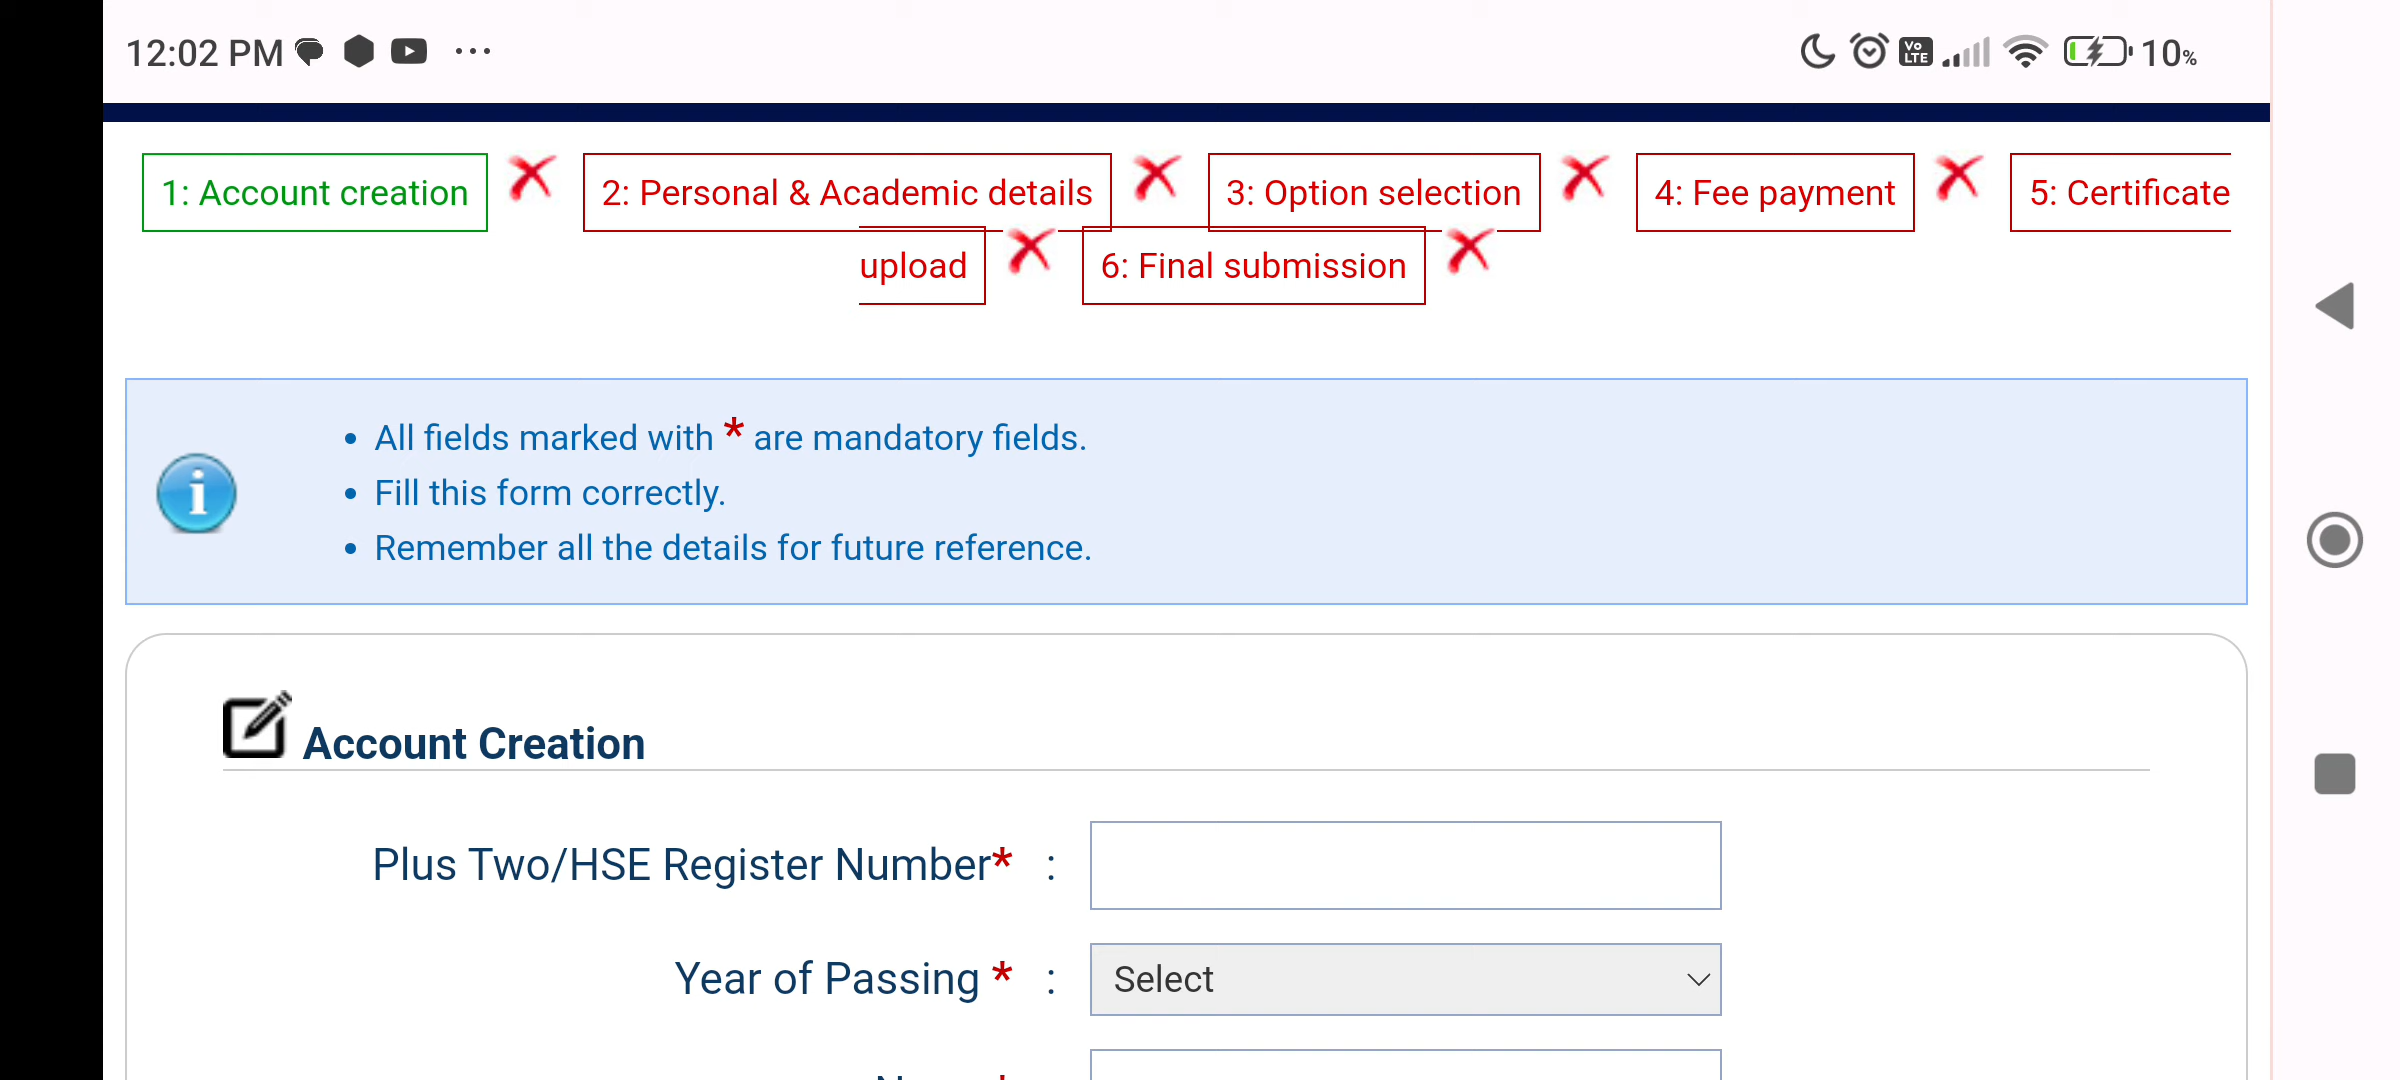 12:02 PM ... Vo LTE 10%
1: Account creation 2: Personal & Academic details 3: Option selection 4: Fee payment 5: Certificate
upload 6: Final submission
All fields marked with * are mandatory fields.
Fill this form correctly.
Remember all the details for future reference.
Account Creation
Plus Two/HSE Register Number* :
Year of Passing * : Select